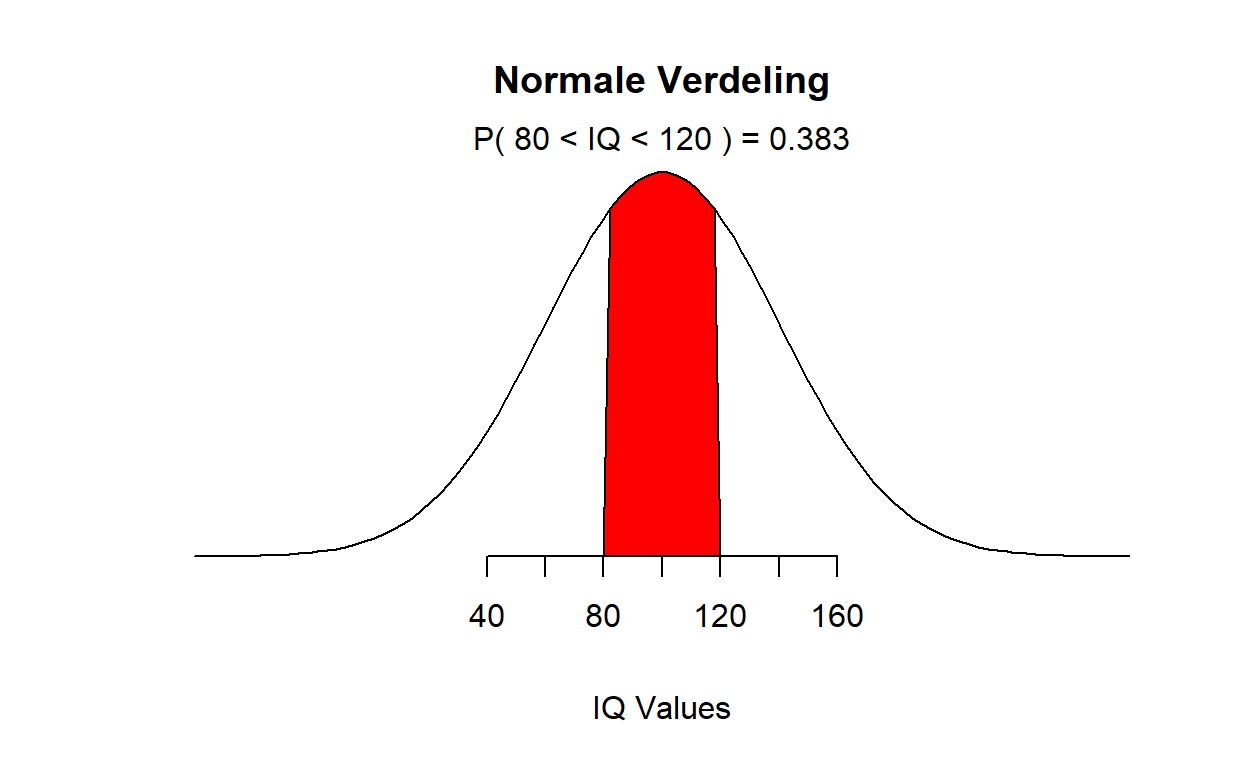 Normale Verdeling
P( 80 < IQ < 120 ) = 0.383
40 80 120 160
IQ Values